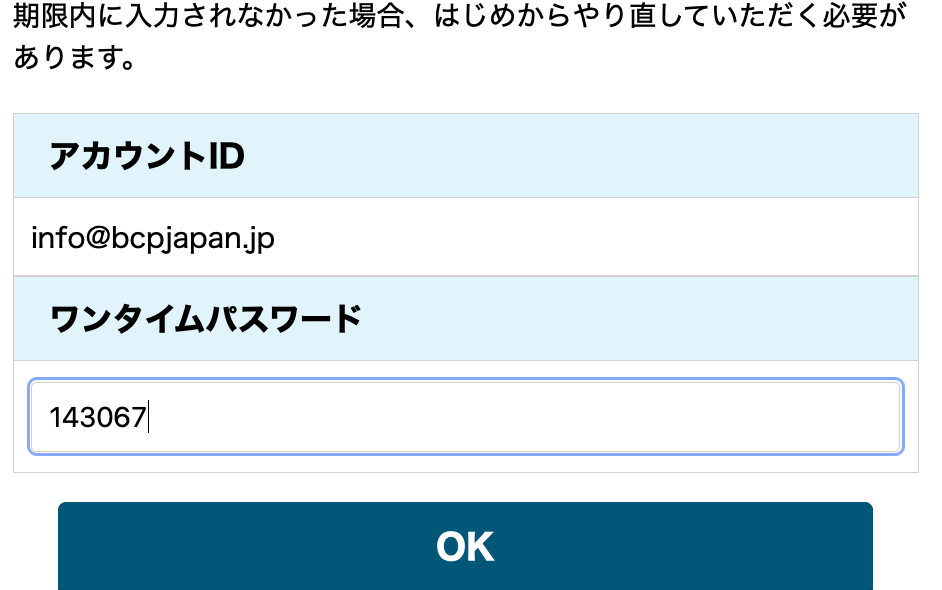 期限内に入力されなかった場合、はじめからやり直していただく必要が
あります。
アカウントID
info@bcpjapan.jp
ワンタイムパスワード
143067
OK